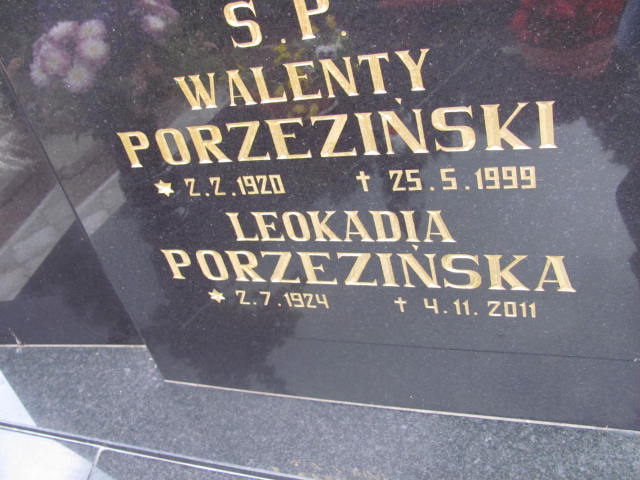 S.P.
WALENTY
PORZEZIŃSKI
* 2.2.1920 † 25.5.1999
LEOKADIA
PORZEZIŃSKA
* 2.7.1924 † 4.11.2011